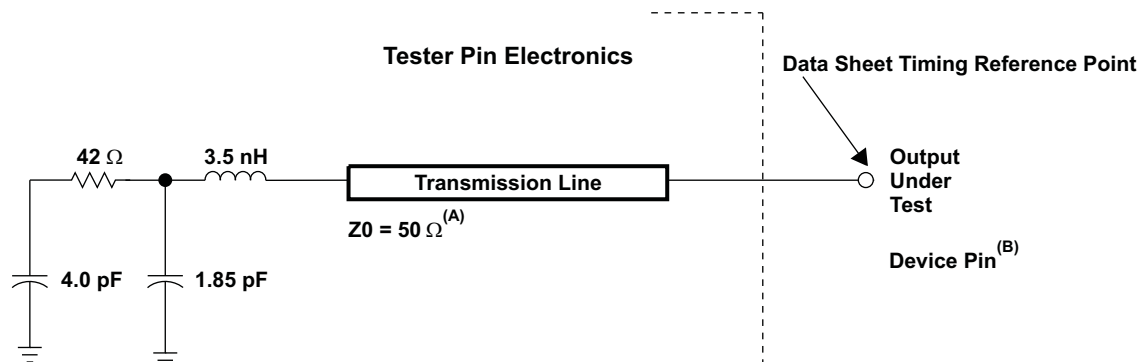 Tester Pin Electronics
Data Sheet Timing Reference Point
42 Ω
3.5 nH
Transmission Line
Output
Under
Test
Z0 = 50 Ω(A)
Device Pin(B)
4.0 pF
1.85 pF